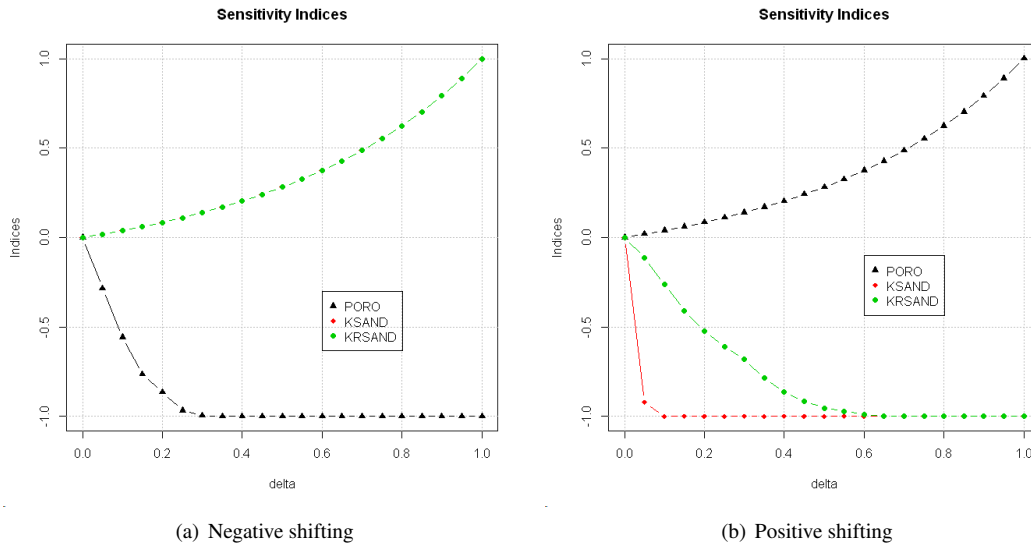 Sensitivity Indices
1.0
0.5
0.0
-0.5
-1.0
Indices
PORO
KSAND
KRSAND
0.0 0.2 0.4 0.6 0.8 1.0
delta
(a) Negative shifting
Sensitivity Indices
1.0
0.5
0.0
-0.5
-1.0
Indices
PORO
KSAND
KRSAND
0.0 0.2 0.4 0.6 0.8 1.0
delta
(b) Positive shifting